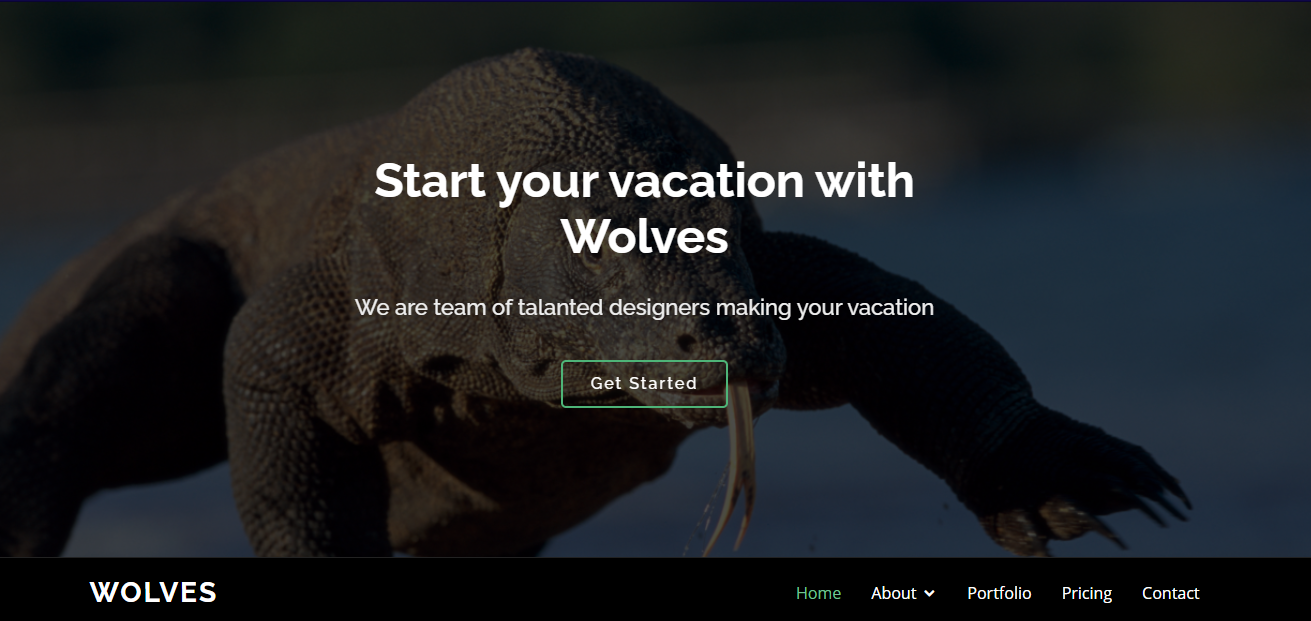 Start your vacation with
Wolves
We are team of talanted designers making your vacation
Get Started
WOLVES
Home About Portfolio Pricing Contact